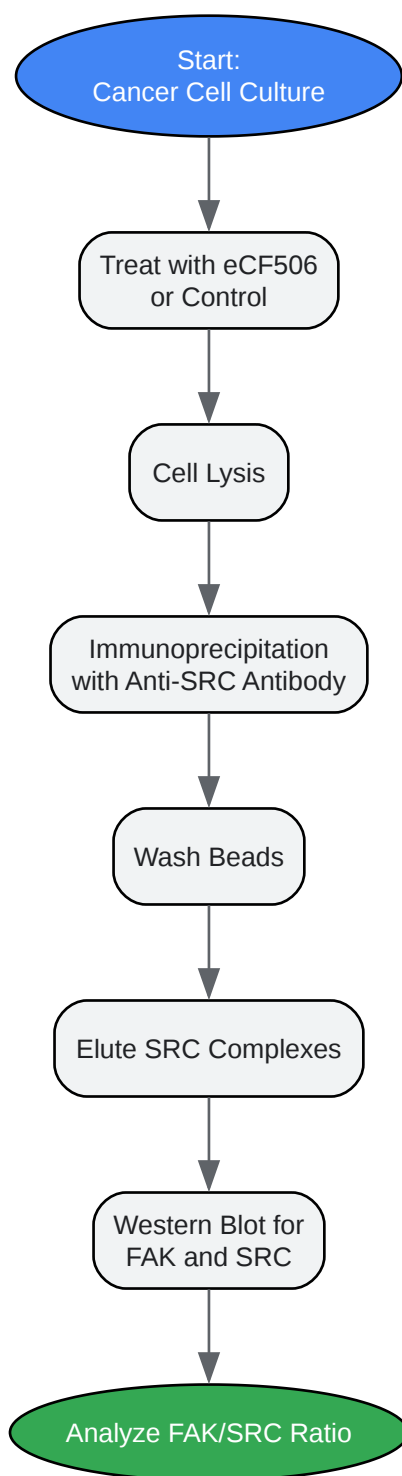 Start:
Cancer Cell Culture
Treat with eCF506
or Control
Cell Lysis
Immunoprecipitation
with Anti-SRC Antibody
Wash Beads
Elute SRC Complexes
Western Blot for
FAK and SRC
Analyze FAK/SRC Ratio